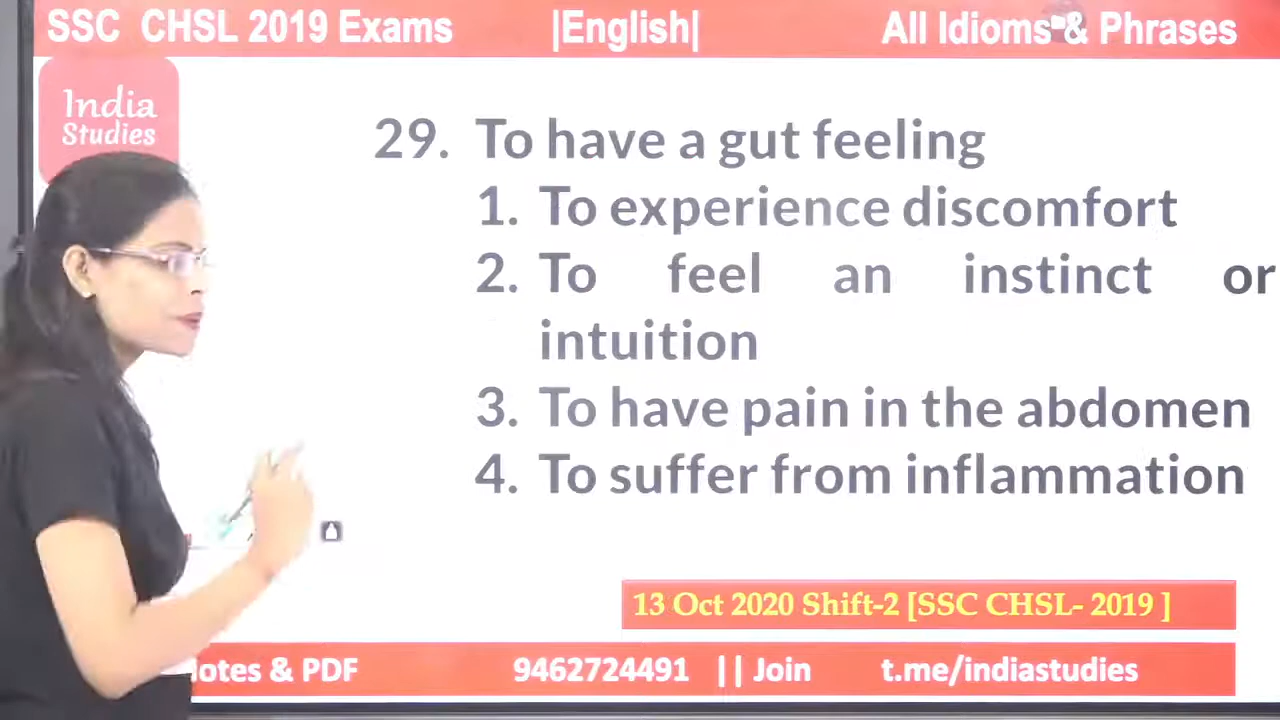 SSC CHSL 2019 Exams |English| All Idioms & Phrases
India
Studies
29. To have a gut feeling
1. To experience discomfort
2. To feel an instinct or
intuition
3. To have pain in the abdomen
4. To suffer from inflammation
13 Oct 2020 Shift-2 [SSC CHSL- 2019 ]
& PDF 9462724491 || Join t.me/indiastudies